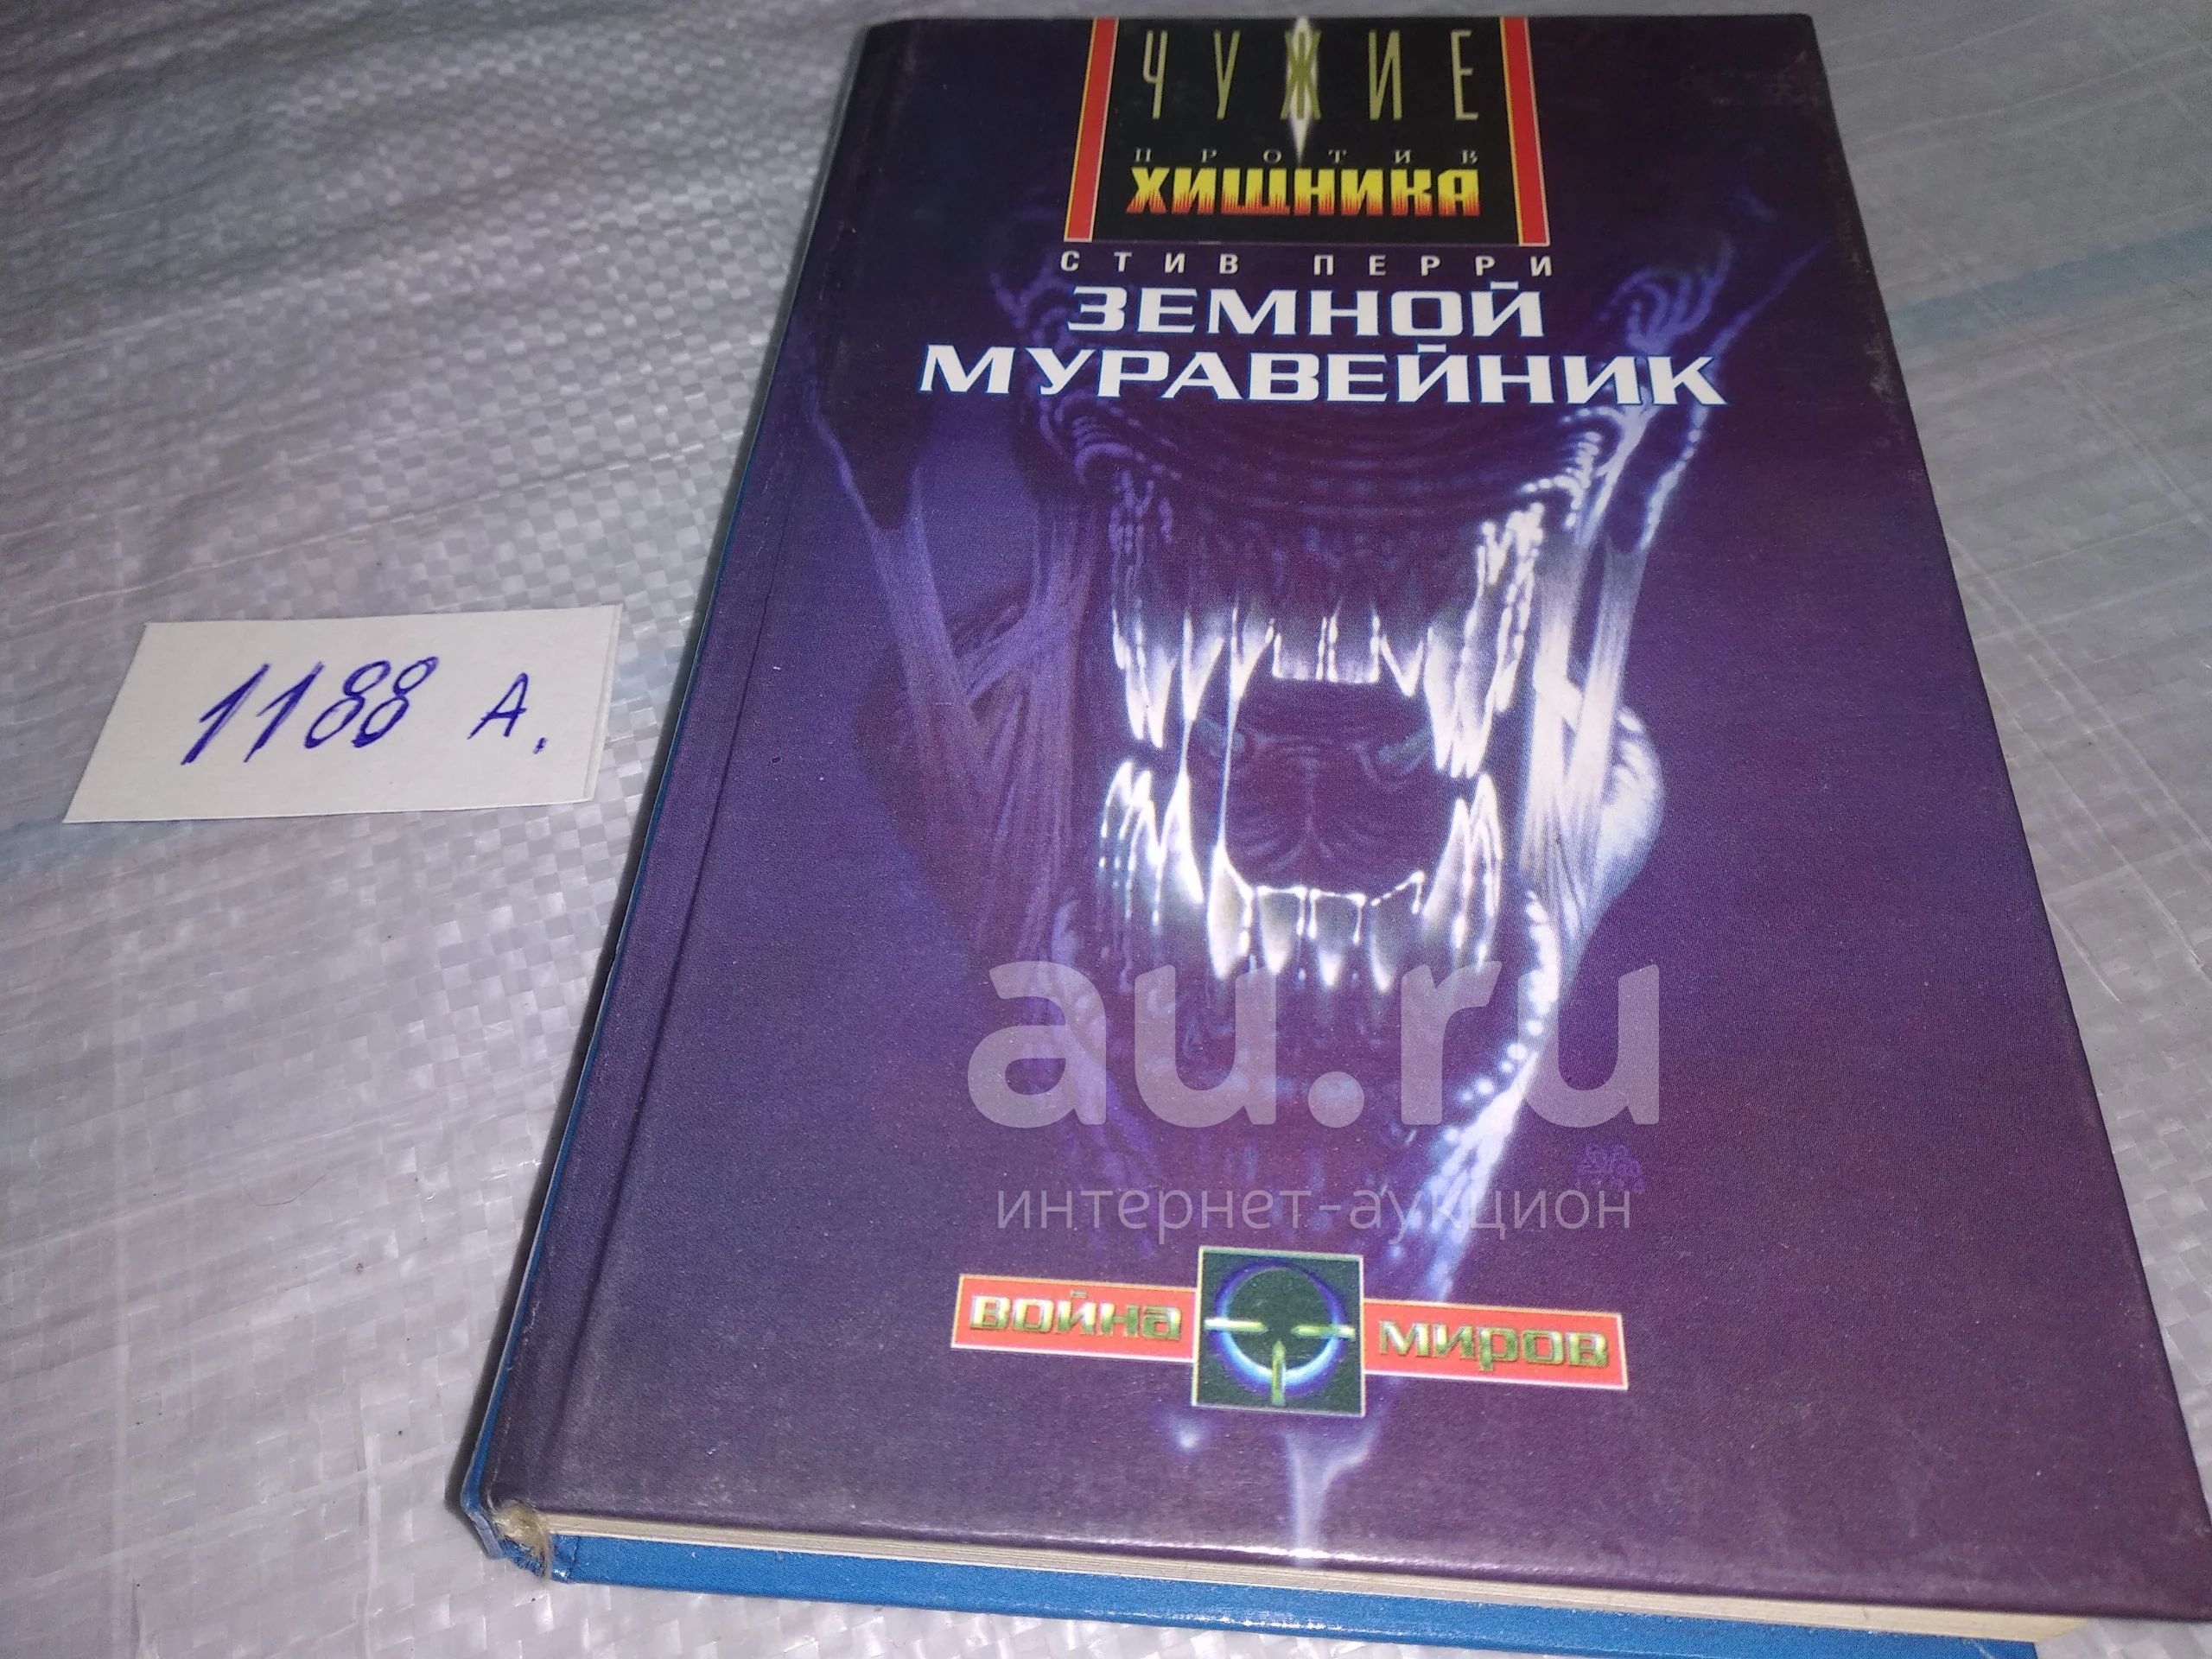 ЧУЖИЕ
ПРОТИВ
ХИЩНИКА
СТИВ ПЕРРИ
ЗЕМНОЙ
МУРАВЕЙНИК
1188 А.
au.ru
интернет-аукцион
ВОЙНА МИРОВ